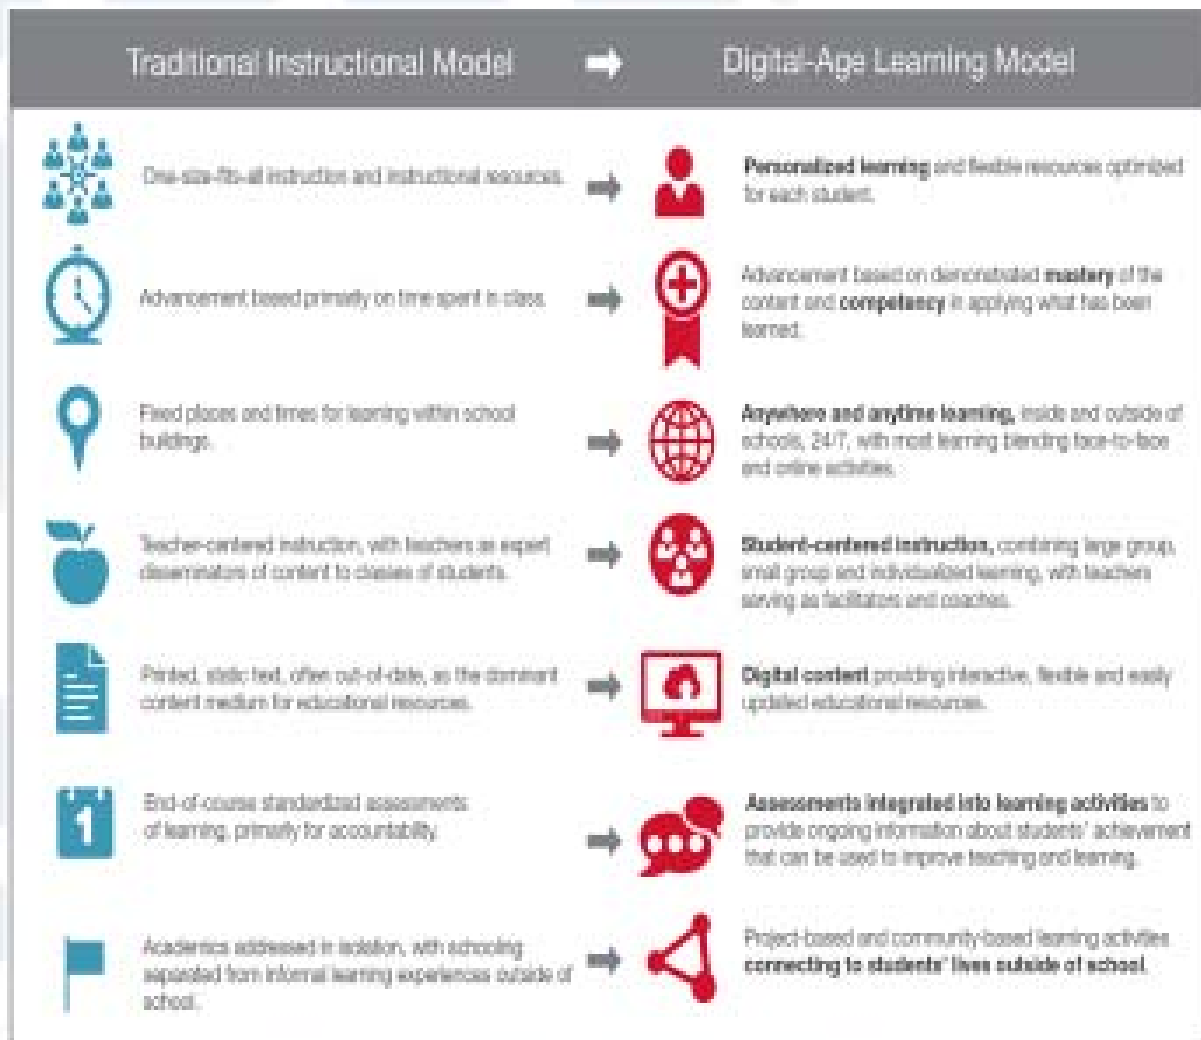 Traditional Instructional Model
Digital-Age Learning Model
One-size-fits-all instruction and instructional resources.
Personalized learning and flexible resources optimized
for each student.
Advancement based primarily on time spent in class.
Advancement based on demonstrated mastery of the
content and competency in applying what has been
learned.
Fixed places and times for learning within school
buildings.
Anywhere and anytime learning, inside and outside of
schools, 24/7, with most learning blending face-to-face
and online activities.
Teacher-centered instruction, with teachers as expert
disseminators of content to classes of students.
Student-centered instruction, combining large group,
small group and individualized learning, with teachers
serving as facilitators and coaches.
Printed, static text, often out-of-date, as the dominant
content medium for educational resources.
Digital content providing interactive, flexible and easily
updated educational resources.
1
End-of-course standardized assessments
of learning, primarily for accountability.
Assessments integrated into learning activities to
provide ongoing information about students' achievement
that can be used to improve teaching and learning.
Academics addressed in isolation, with schooling
separated from informal learning experiences outside of
school.
Project-based and community-based learning activities
connecting to students' lives outside of school.